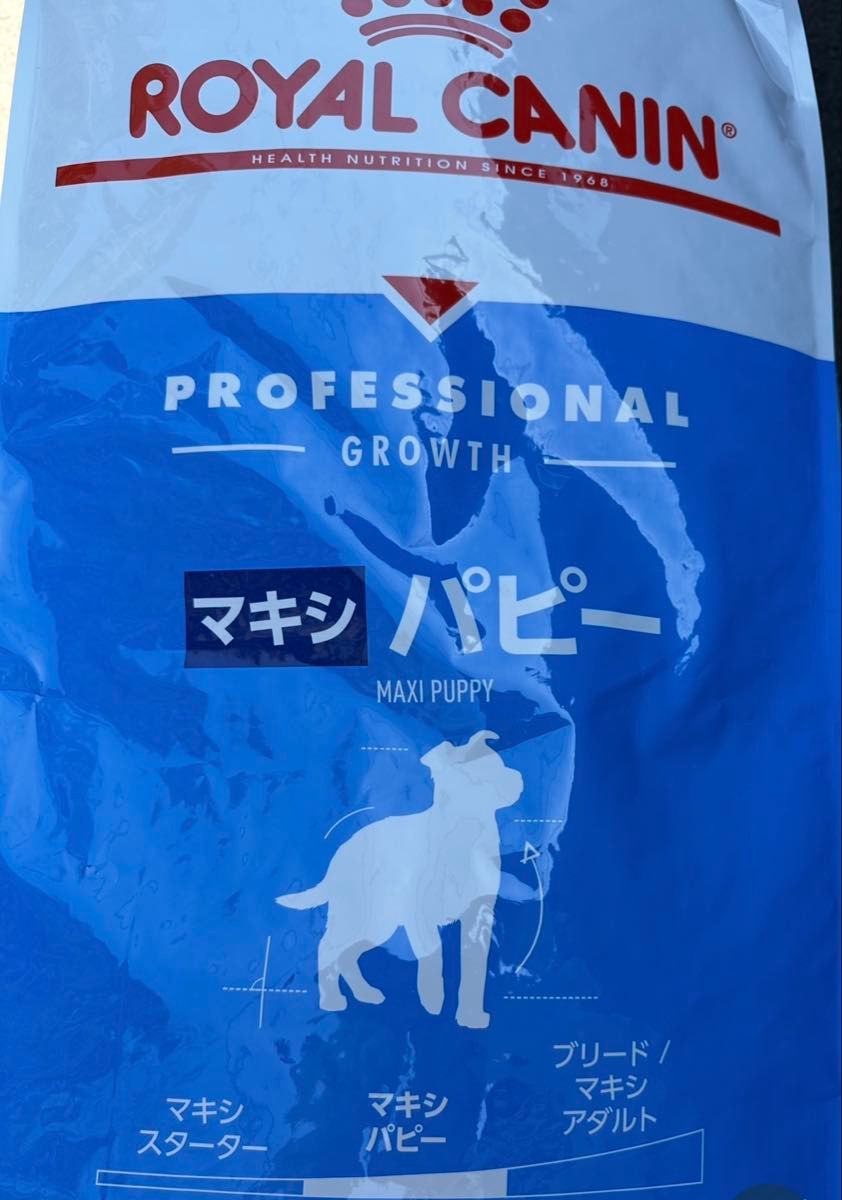 ROYAL CANIN®
HEALTH NUTRITION SINCE 1968
PROFESSIONAL
GROWTH
マキシ パピー
MAXI PUPPY
マキシ
スターター
マキシ
パピー
ブリード /
マキシ
アダルト